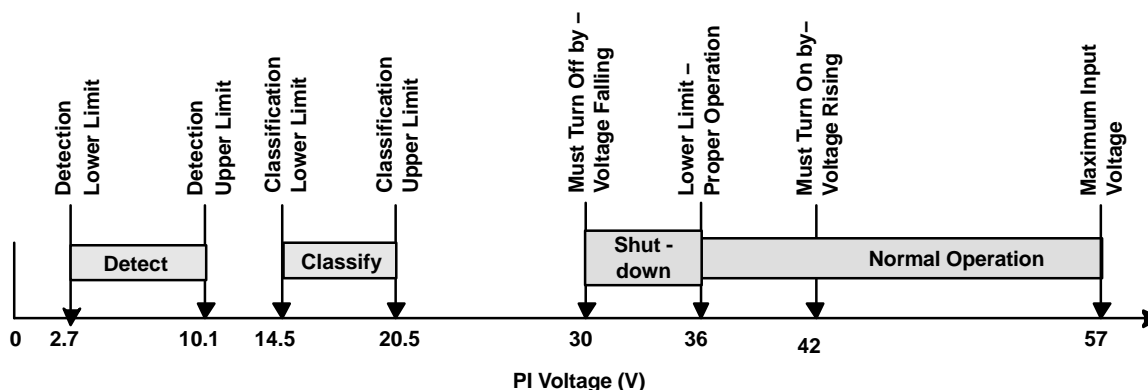 Detection
Lower Limit
Detection
Upper Limit
Classification
Lower Limit
Classification
Upper Limit
Must Turn Off by –
Voltage Falling
Lower Limit –
Proper Operation
Must Turn On by–
Voltage Rising
Maximum Input
Voltage
Detect
Classify
Shut -
down
Normal Operation
0
2.7
10.1
14.5
20.5
30
36
42
57
PI Voltage (V)